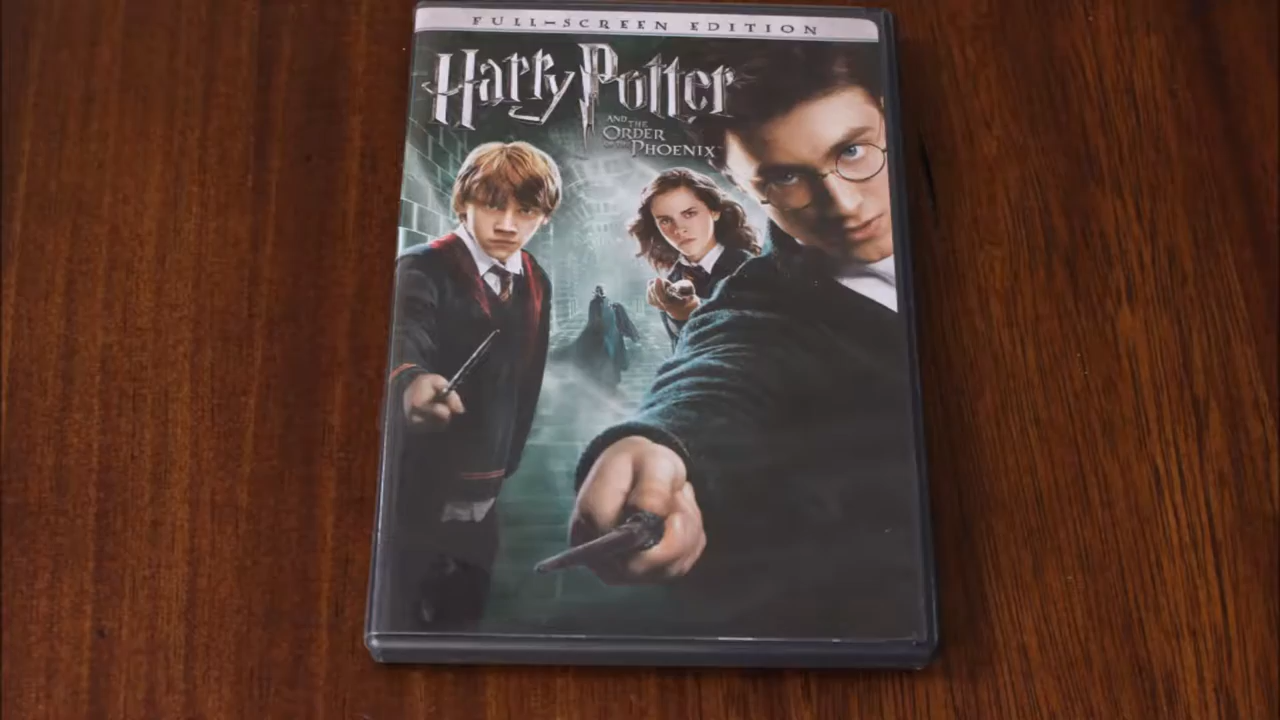 FULL-SCREEN EDITION
Harry Potter
AND THE
ORDER
OF THE PHOENIX